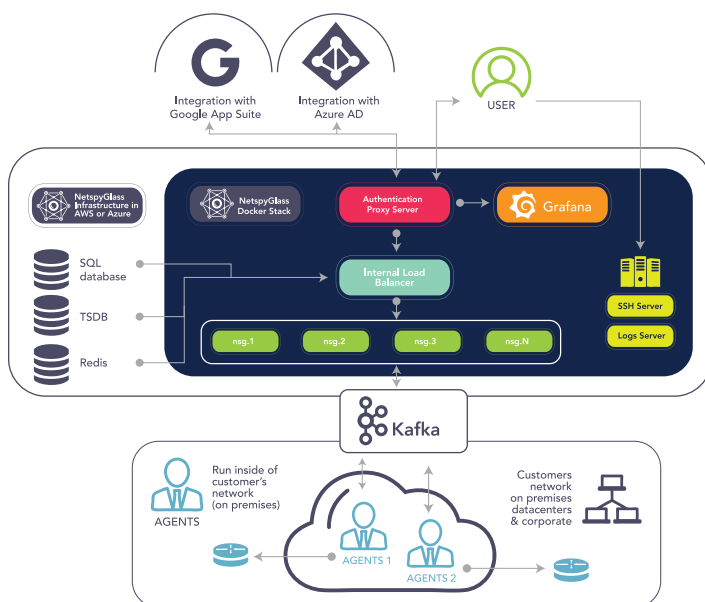 Integration with
Google App Suite
Integration with
Azure AD
USER
NetspyGlass
Infrastructure in
AWS or Azure
NetspyGlass
Docker Stack
Authentication
Proxy Server
Grafana
SQL
database
Internal Load
Balancer
TSDB
SSH Server
nsg.1
nsg.2
nsg.3
nsg.N
Logs Server
Redis
Kafka
Run inside of
customer's
network
(on premises)
AGENTS
Customers
network
on premises
datacenters
& corporate
AGENTS 1
AGENTS 2